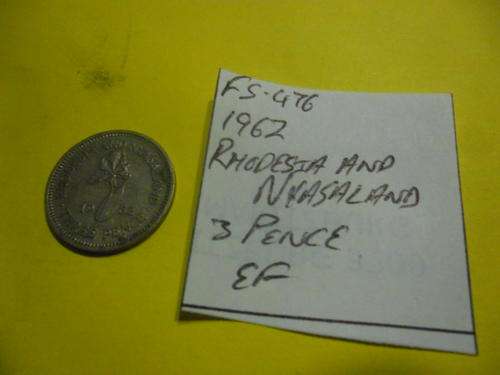 FS-476
1962
RHODESIA AND
NYASALAND
3 PENCE
EF